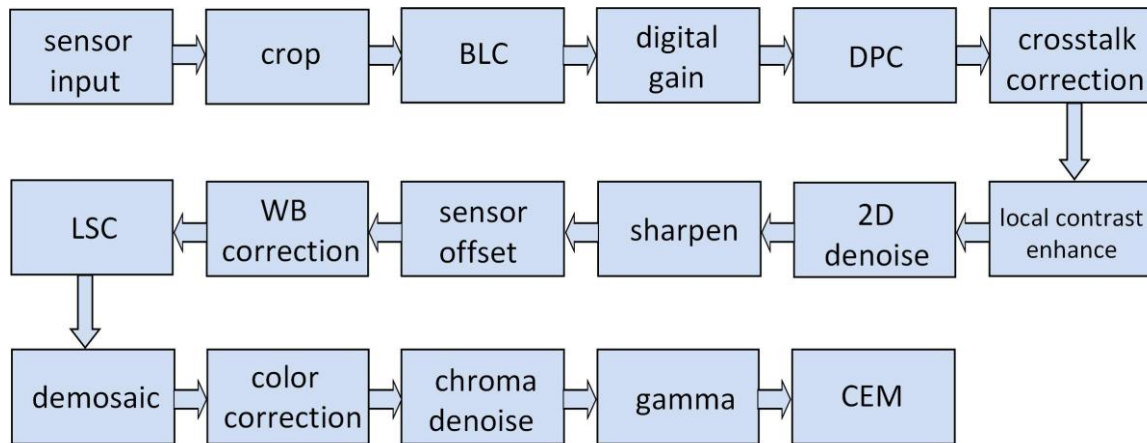 sensor
input
crop
BLC
digital
gain
DPC
crosstalk
correction
LSC
WB
correction
sensor
offset
sharpen
2D
denoise
local contrast
enhance
demosaic
color
correction
chroma
denoise
gamma
CEM